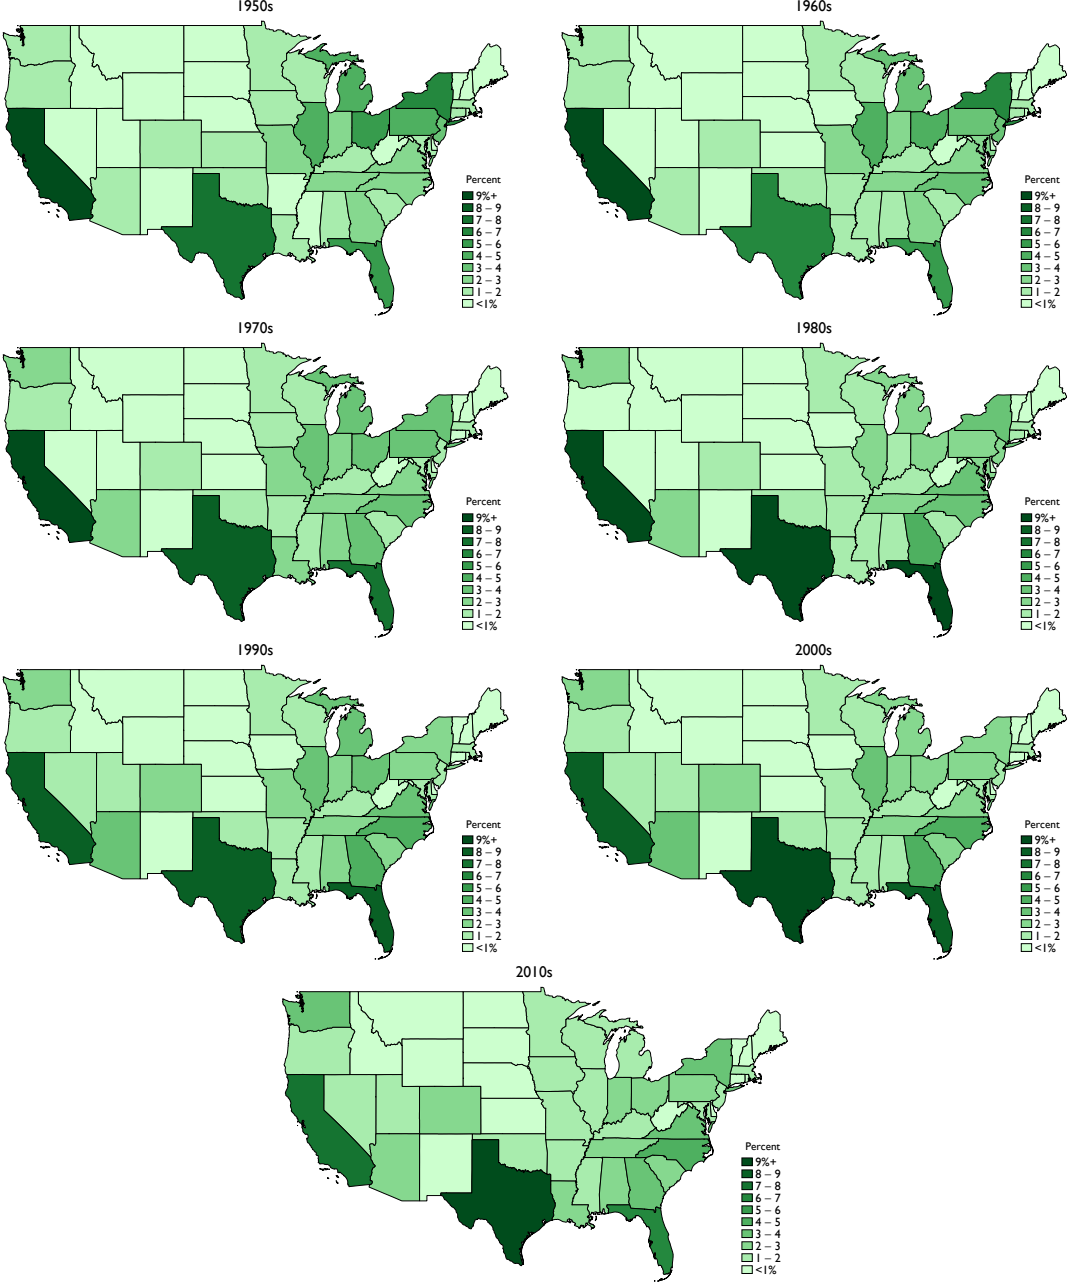 1950s
Percent
9%+
8 – 9
7 – 8
6 – 7
5 – 6
4 – 5
3 – 4
2 – 3
1 – 2
<1%
1960s
Percent
9%+
8 – 9
7 – 8
6 – 7
5 – 6
4 – 5
3 – 4
2 – 3
1 – 2
<1%
1970s
Percent
9%+
8 – 9
7 – 8
6 – 7
5 – 6
4 – 5
3 – 4
2 – 3
1 – 2
<1%
1980s
Percent
9%+
8 – 9
7 – 8
6 – 7
5 – 6
4 – 5
3 – 4
2 – 3
1 – 2
<1%
1990s
Percent
9%+
8 – 9
7 – 8
6 – 7
5 – 6
4 – 5
3 – 4
2 – 3
1 – 2
<1%
2000s
Percent
9%+
8 – 9
7 – 8
6 – 7
5 – 6
4 – 5
3 – 4
2 – 3
1 – 2
<1%
2010s
Percent
9%+
8 – 9
7 – 8
6 – 7
5 – 6
4 – 5
3 – 4
2 – 3
1 – 2
<1%